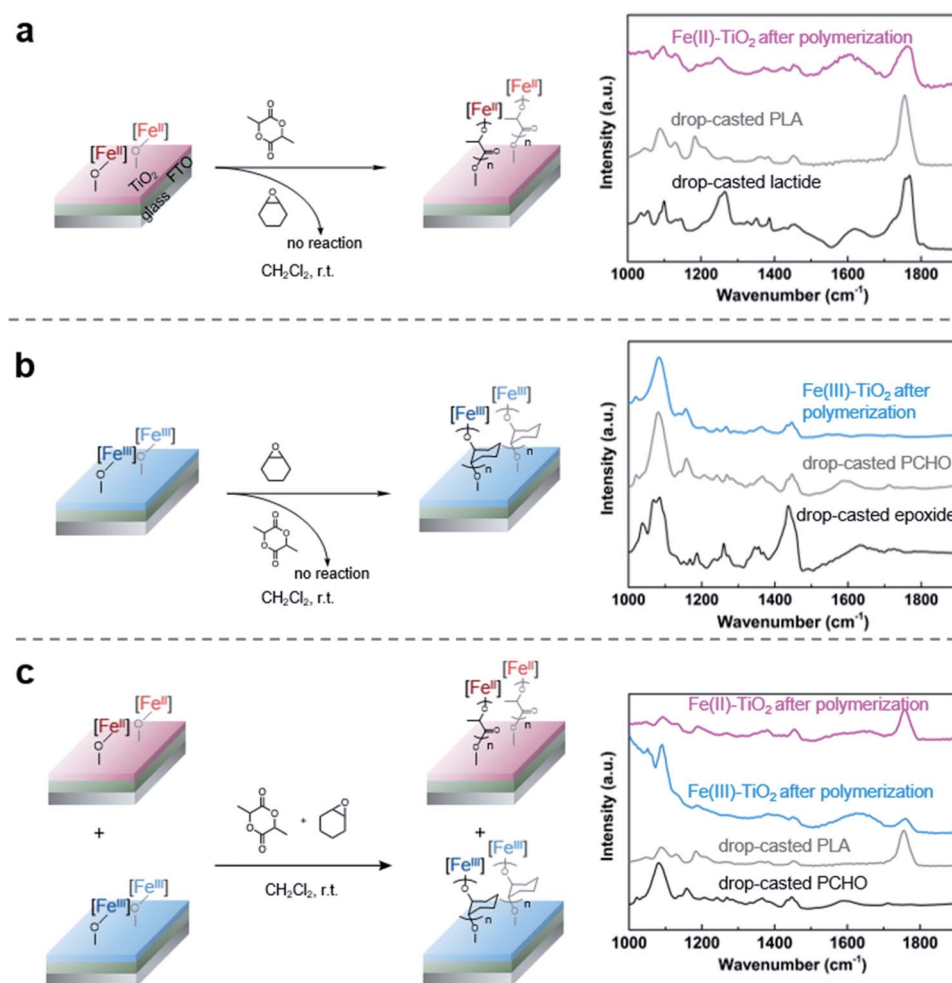 a
[Feᴵᴵ]
[Feᴵᴵ]
O
O
TiO₂
FTO
glass
O
O
O
O
O
no reaction
CH₂Cl₂, r.t.
[Feᴵᴵ]
[Feᴵᴵ]
O
O
O
O
n
n
Fe(II)-TiO₂ after polymerization
drop-casted PLA
drop-casted lactide
Intensity (a.u.)
1000 1200 1400 1600 1800
Wavenumber (cm⁻¹)
b
[Feᴵᴵᴵ]
[Feᴵᴵᴵ]
O
O
O
O
O
O
O
no reaction
CH₂Cl₂, r.t.
[Feᴵᴵᴵ]
[Feᴵᴵᴵ]
O
O
n
n
O
O
Fe(III)-TiO₂ after
polymerization
drop-casted PCHO
drop-casted epoxide
Intensity (a.u.)
1000 1200 1400 1600 1800
Wavenumber (cm⁻¹)
c
[Feᴵᴵ]
[Feᴵᴵ]
O
O
+
[Feᴵᴵᴵ]
[Feᴵᴵᴵ]
O
O
O
O
O
O
+
O
CH₂Cl₂, r.t.
[Feᴵᴵ]
[Feᴵᴵ]
O
O
O
O
n
n
+
[Feᴵᴵᴵ]
[Feᴵᴵᴵ]
O
O
n
n
O
O
Fe(II)-TiO₂ after polymerization
Fe(III)-TiO₂ after polymerization
drop-casted PLA
drop-casted PCHO
Intensity (a.u.)
1000 1200 1400 1600 1800
Wavenumber (cm⁻¹)